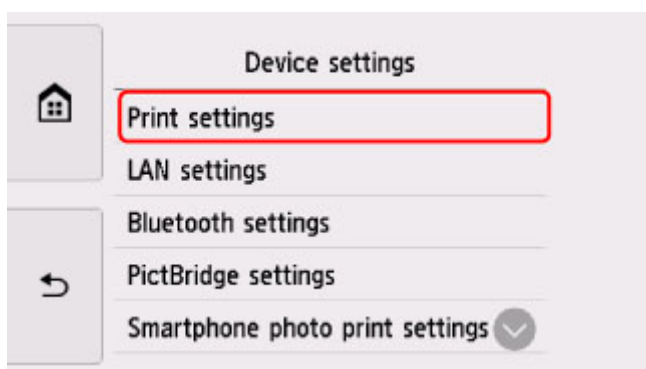 Device settings
Print settings
LAN settings
Bluetooth settings
PictBridge settings
Smartphone photo print settings